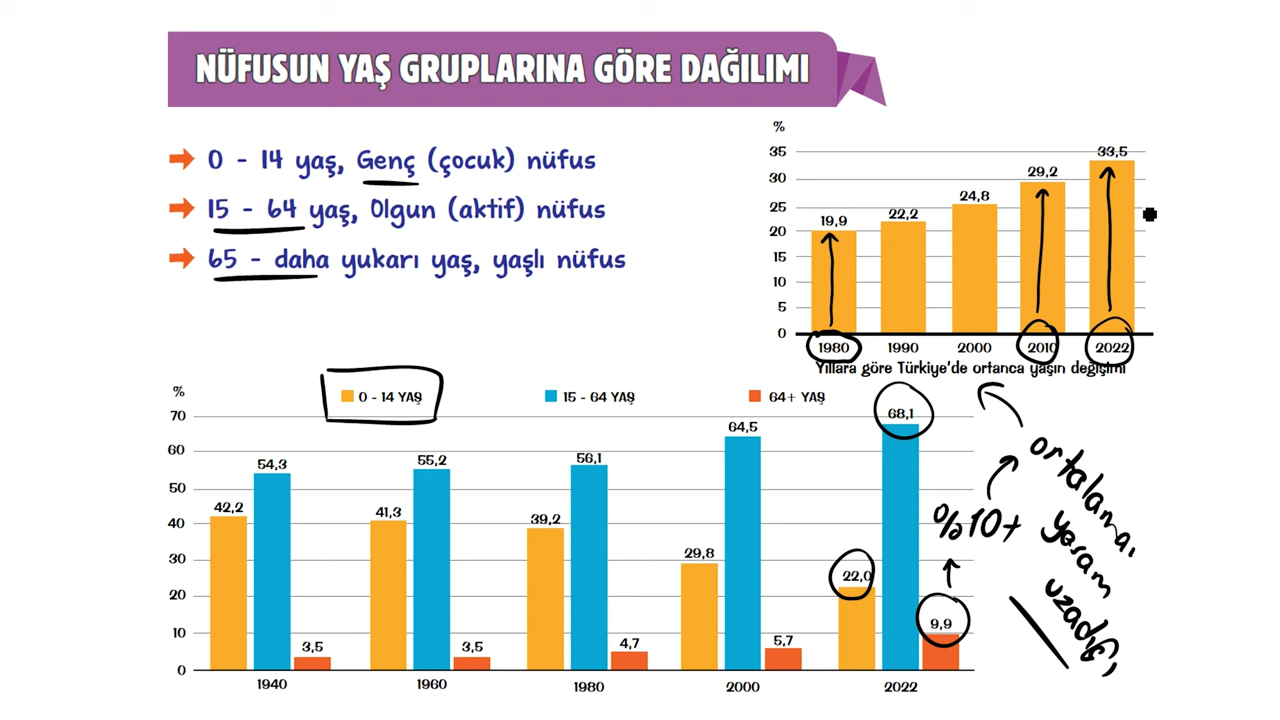 NÜFUSUN YAŞ GRUPLARINA GÖRE DAĞILIMI
0 - 14 yaş, Genç (çocuk) nüfus
15 - 64 yaş, Olgun (aktif) nüfus
65 - daha yukarı yaş, yaşlı nüfus
%
35
30
25
20
15
10
5
0
19,9
22,2
24,8
29,2
33,5
1980 1990 2000 2010 2022
Yıllara göre Türkiye'de ortanca yaşın değişimi
%
0 - 14 YAŞ 15 - 64 YAŞ 64+ YAŞ
70
60
50
40
30
20
10
0
42,2 54,3 3,5
41,3 55,2 3,5
39,2 56,1 4,7
29,8 64,5 5,7
22,0 68,1 9,9
1940 1960 1980 2000 2022
%10+
ortalama
yaşam
uzadığı